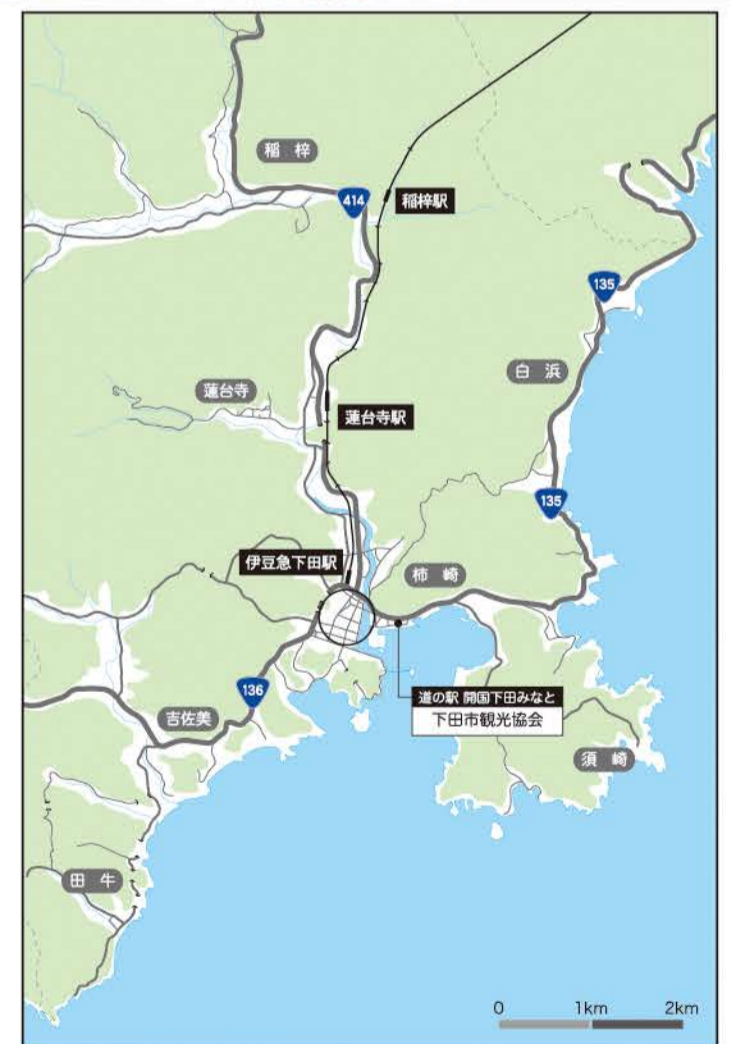 稲 梓
414
稲梓駅
135
白 浜
蓮台寺
蓮台寺駅
135
伊豆急下田駅
柿 崎
136
道の駅 開国下田みなと
下田市観光協会
吉佐美
須 崎
田 牛
0 1km 2km